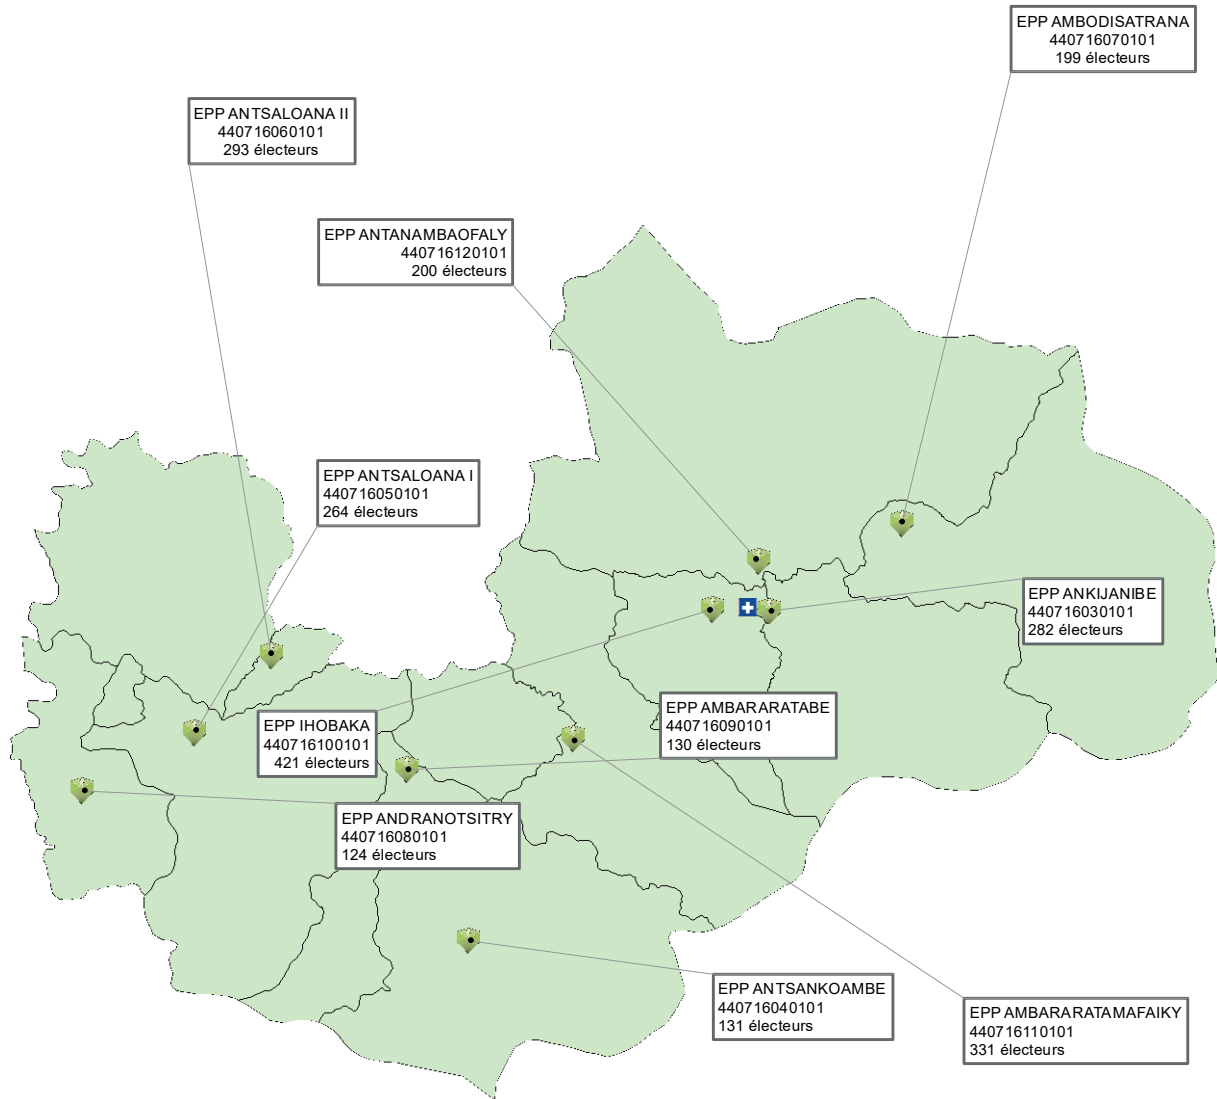 EPP AMBODISATRANA
440716070101
199 électeurs
EPP ANTSALOANA II
440716060101
293 électeurs
EPP ANTANAMBAOFALY
440716120101
200 électeurs
EPP ANTSALOANA I
440716050101
264 électeurs
EPP ANKIJANIBE
440716030101
282 électeurs
EPP IHOBAKA
440716100101
421 électeurs
EPP AMBARARATABE
440716090101
130 électeurs
EPP ANDRANOTSITRY
440716080101
124 électeurs
EPP ANTSANKOAMBE
440716040101
131 électeurs
EPP AMBARARATAMAFAIKY
440716110101
331 électeurs